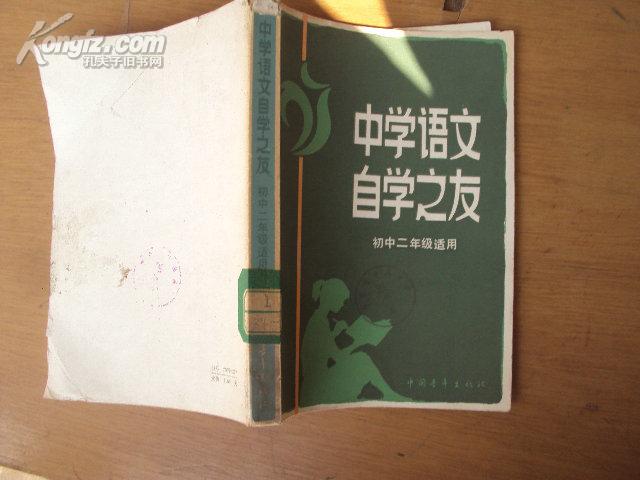 Kongfz.com
孔夫子旧书网
中学语文自学之友
初中二年级适用
中学语文
自学之友
初中二年级适用
中国青年出版社